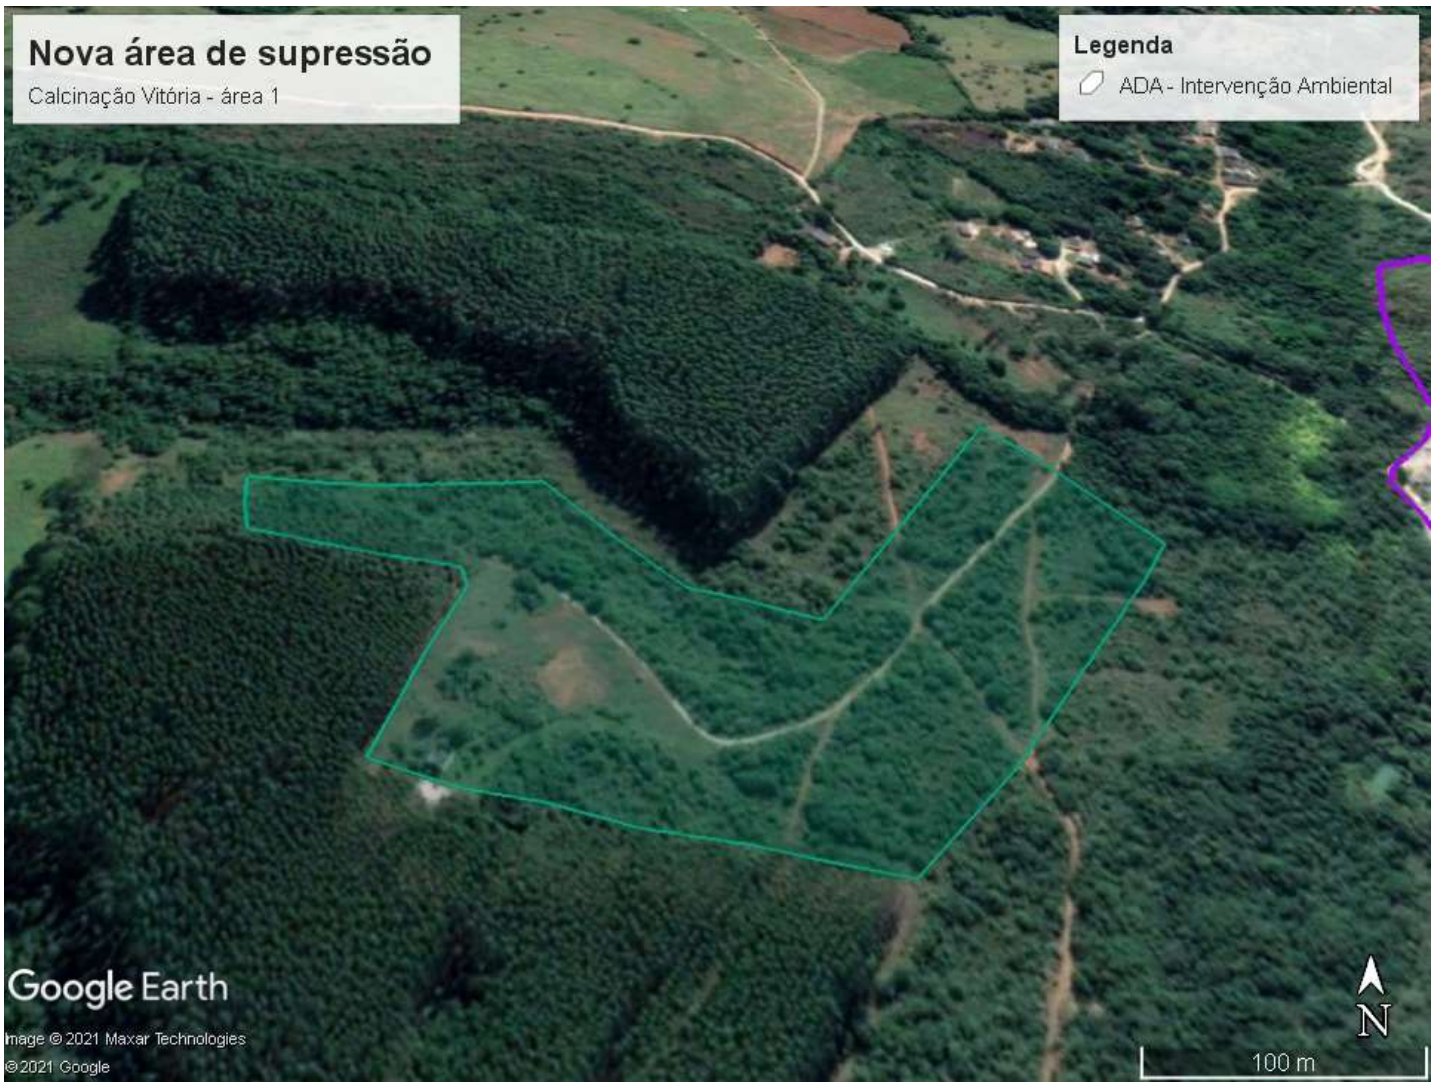 Nova área de supressão
Calcinação Vitória - área 1
Legenda
ADA - Intervenção Ambiental
Google Earth
Image © 2021 Maxar Technologies
© 2021 Google
N
100 m